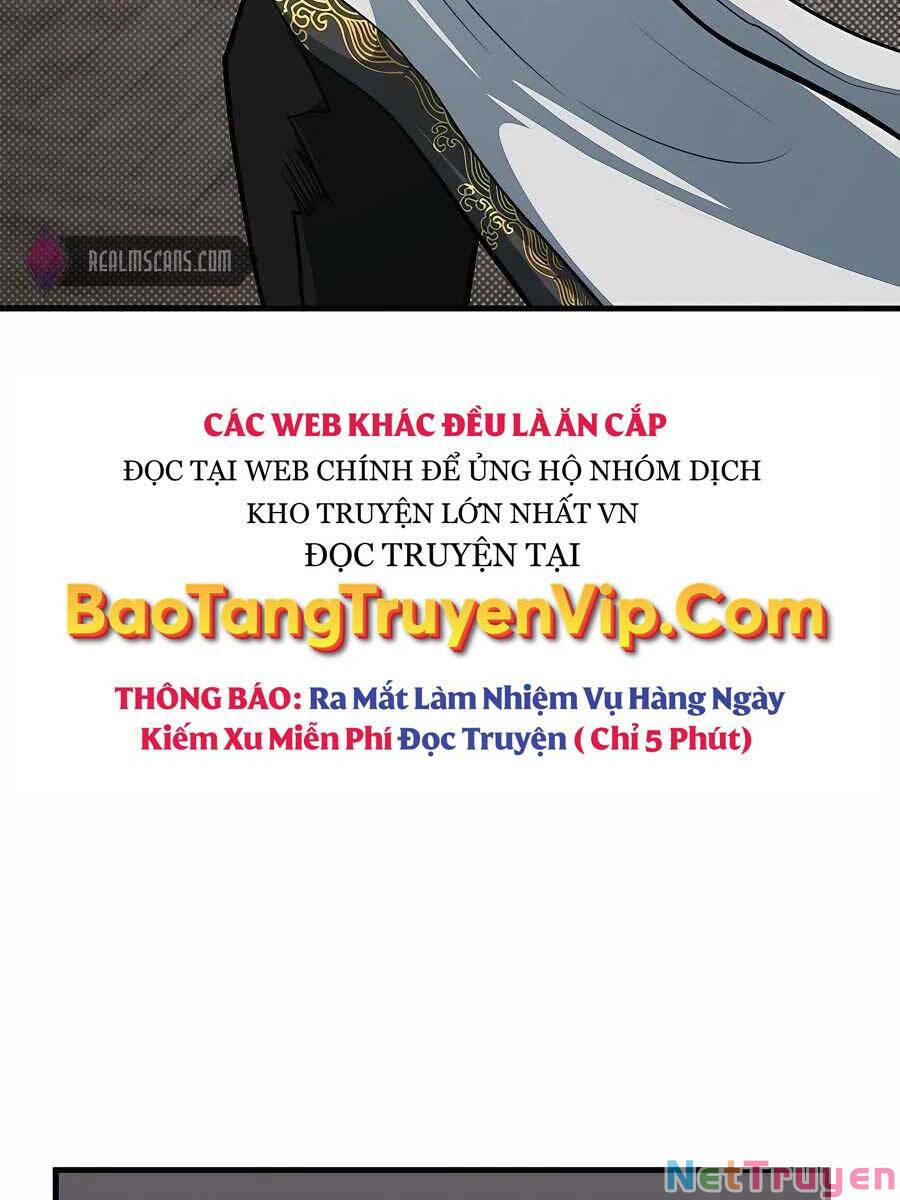 REALMSCANS.COM
CÁC WEB KHÁC ĐỀU LÀ ĂN CẮP
ĐỌC TẠI WEB CHÍNH ĐỂ ỦNG HỘ NHÓM DỊCH
KHO TRUYỆN LỚN NHẤT VN
ĐỌC TRUYỆN TẠI
BaoTangTruyenVip.Com
THÔNG BÁO: Ra Mắt Làm Nhiệm Vụ Hàng Ngày
Kiếm Xu Miễn Phí Đọc Truyện ( Chỉ 5 Phút)
NetTruyen